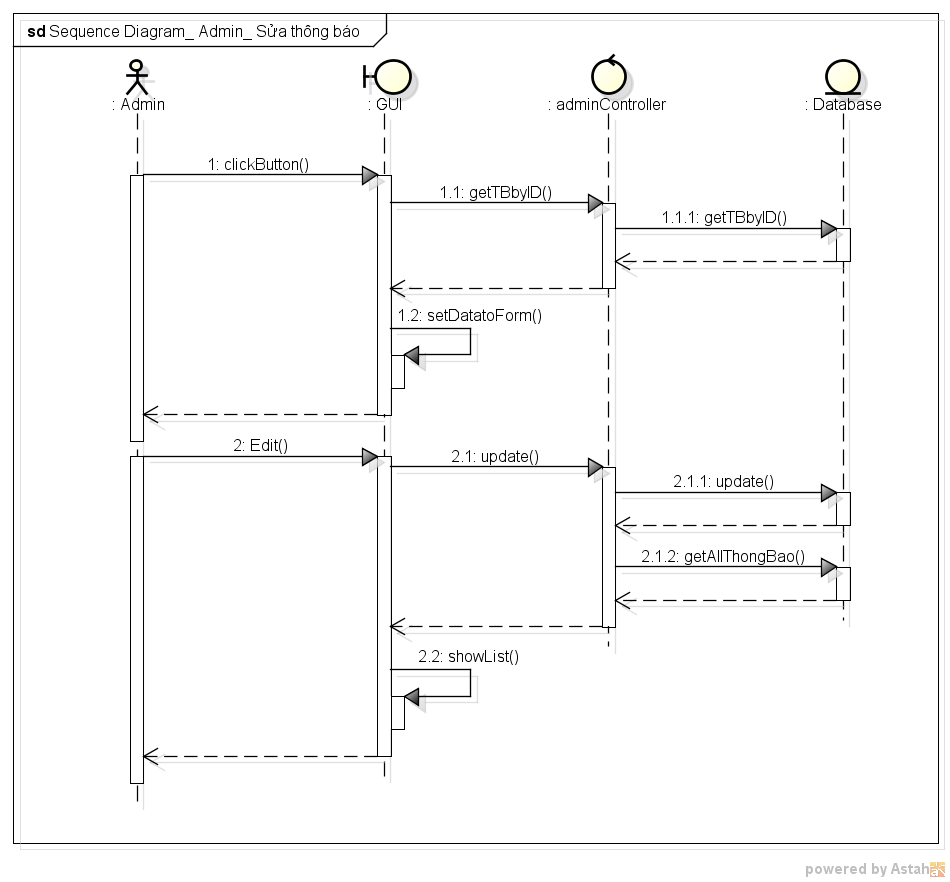 sd Sequence Diagram_ Admin_ Sửa thông báo
: Admin
: GUI
: adminController
: Database
1: clickButton()
1.1: getTBbyID()
1.1.1: getTBbyID()
1.2: setDatatoForm()
2: Edit()
2.1: update()
2.1.1: update()
2.1.2: getAllThongBao()
2.2: showList()
powered by Astah